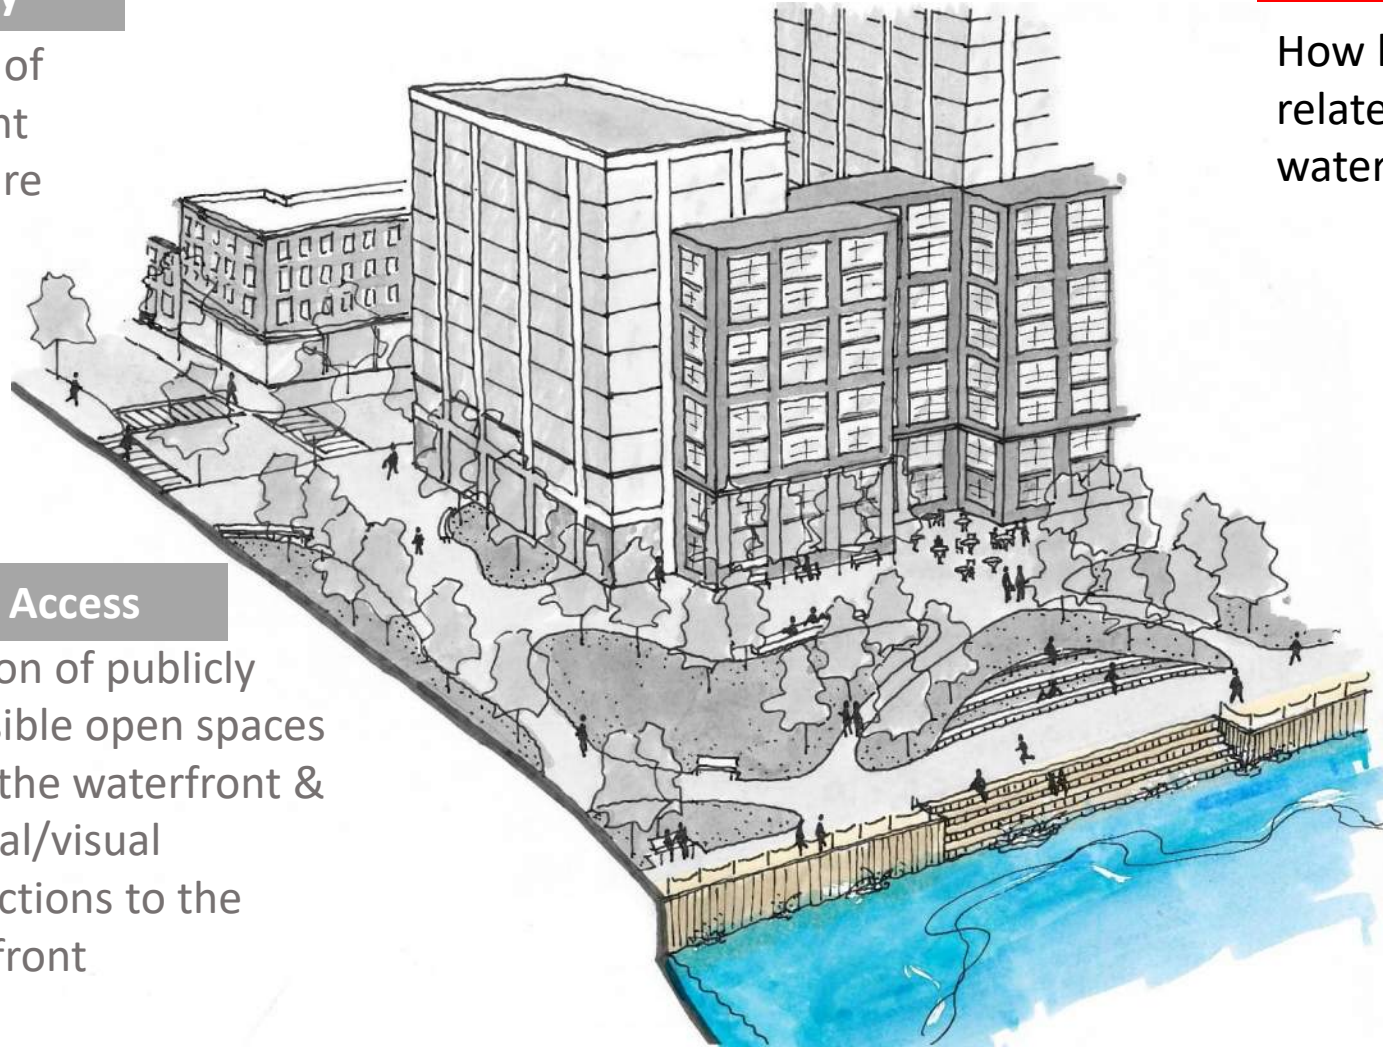 of
nt
re
Access
on of publicly
sible open spaces
the waterfront &
al/visual
ctions to the
front
How
relate
water